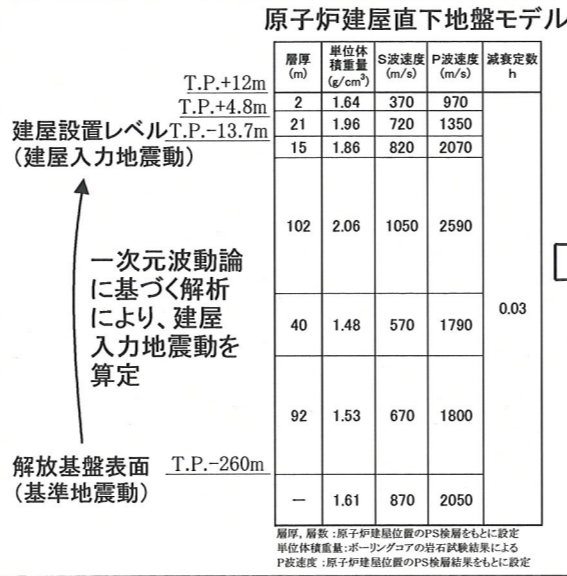 原子炉建屋直下地盤モデル
層厚
(m)
単位体
積重量
(g/cm³)
S波速度
(m/s)
P波速度
(m/s)
減衰定数
h
T.P.+12m
2 1.64 370 970
T.P.+4.8m
21 1.96 720 1350
建屋設置レベル T.P.-13.7m
15 1.86 820 2070
(建屋入力地震動)
102 2.06 1050 2590
一次元波動論
に基づく解析
により、建屋
入力地震動を
算定
0.03
40 1.48 570 1790
92 1.53 670 1800
解放基盤表面 T.P.-260m
(基準地震動)
― 1.61 870 2050
層厚, 層数 : 原子炉建屋位置のPS検層をもとに設定
単位体積重量 : ボーリングコアの岩石試験結果による
P波速度 : 原子炉建屋位置のPS検層結果をもとに設定